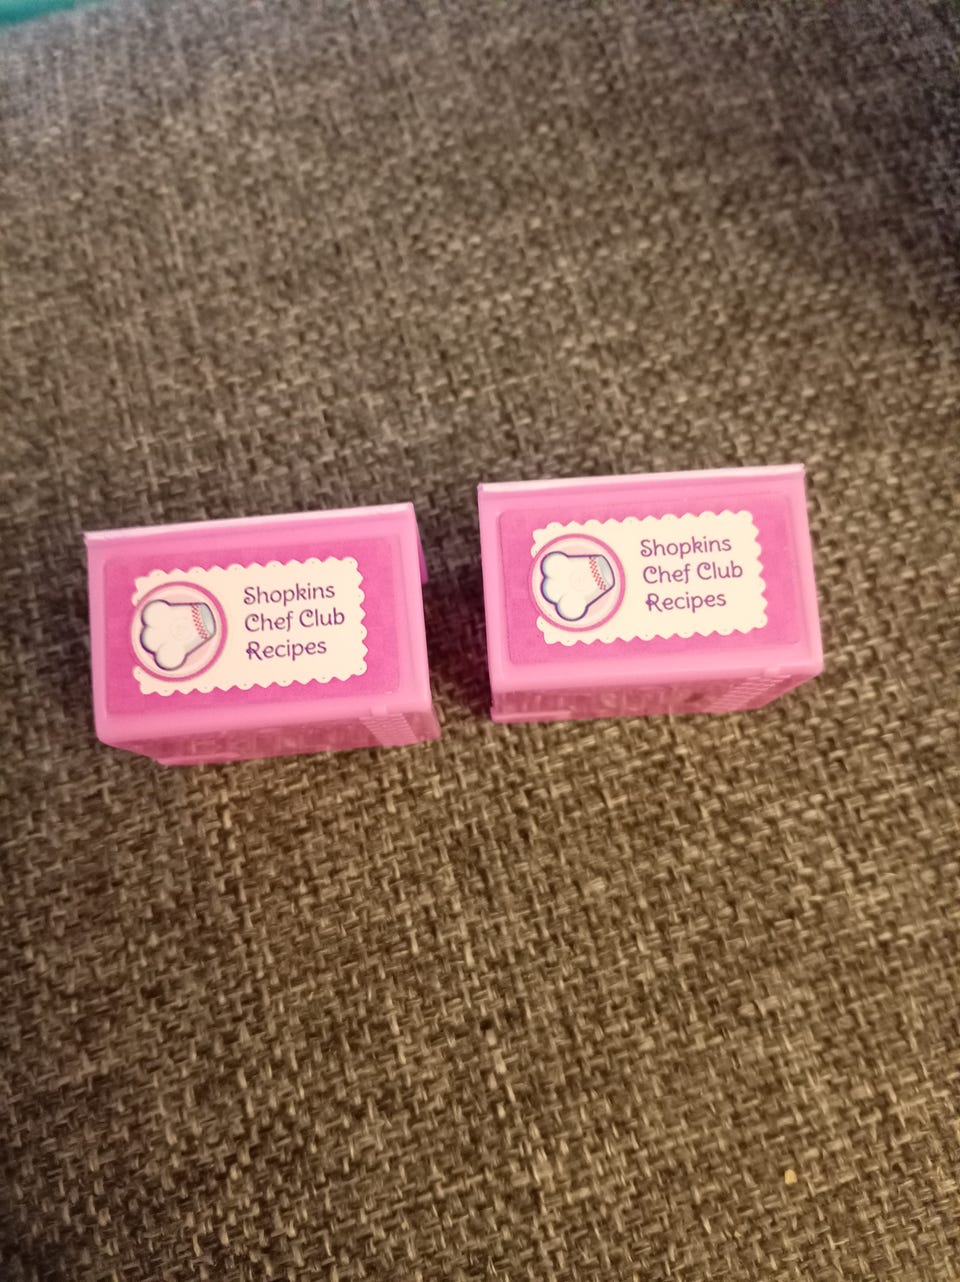 Shopkins
Chef Club
Recipes
Shopkins
Chef Club
Recipes